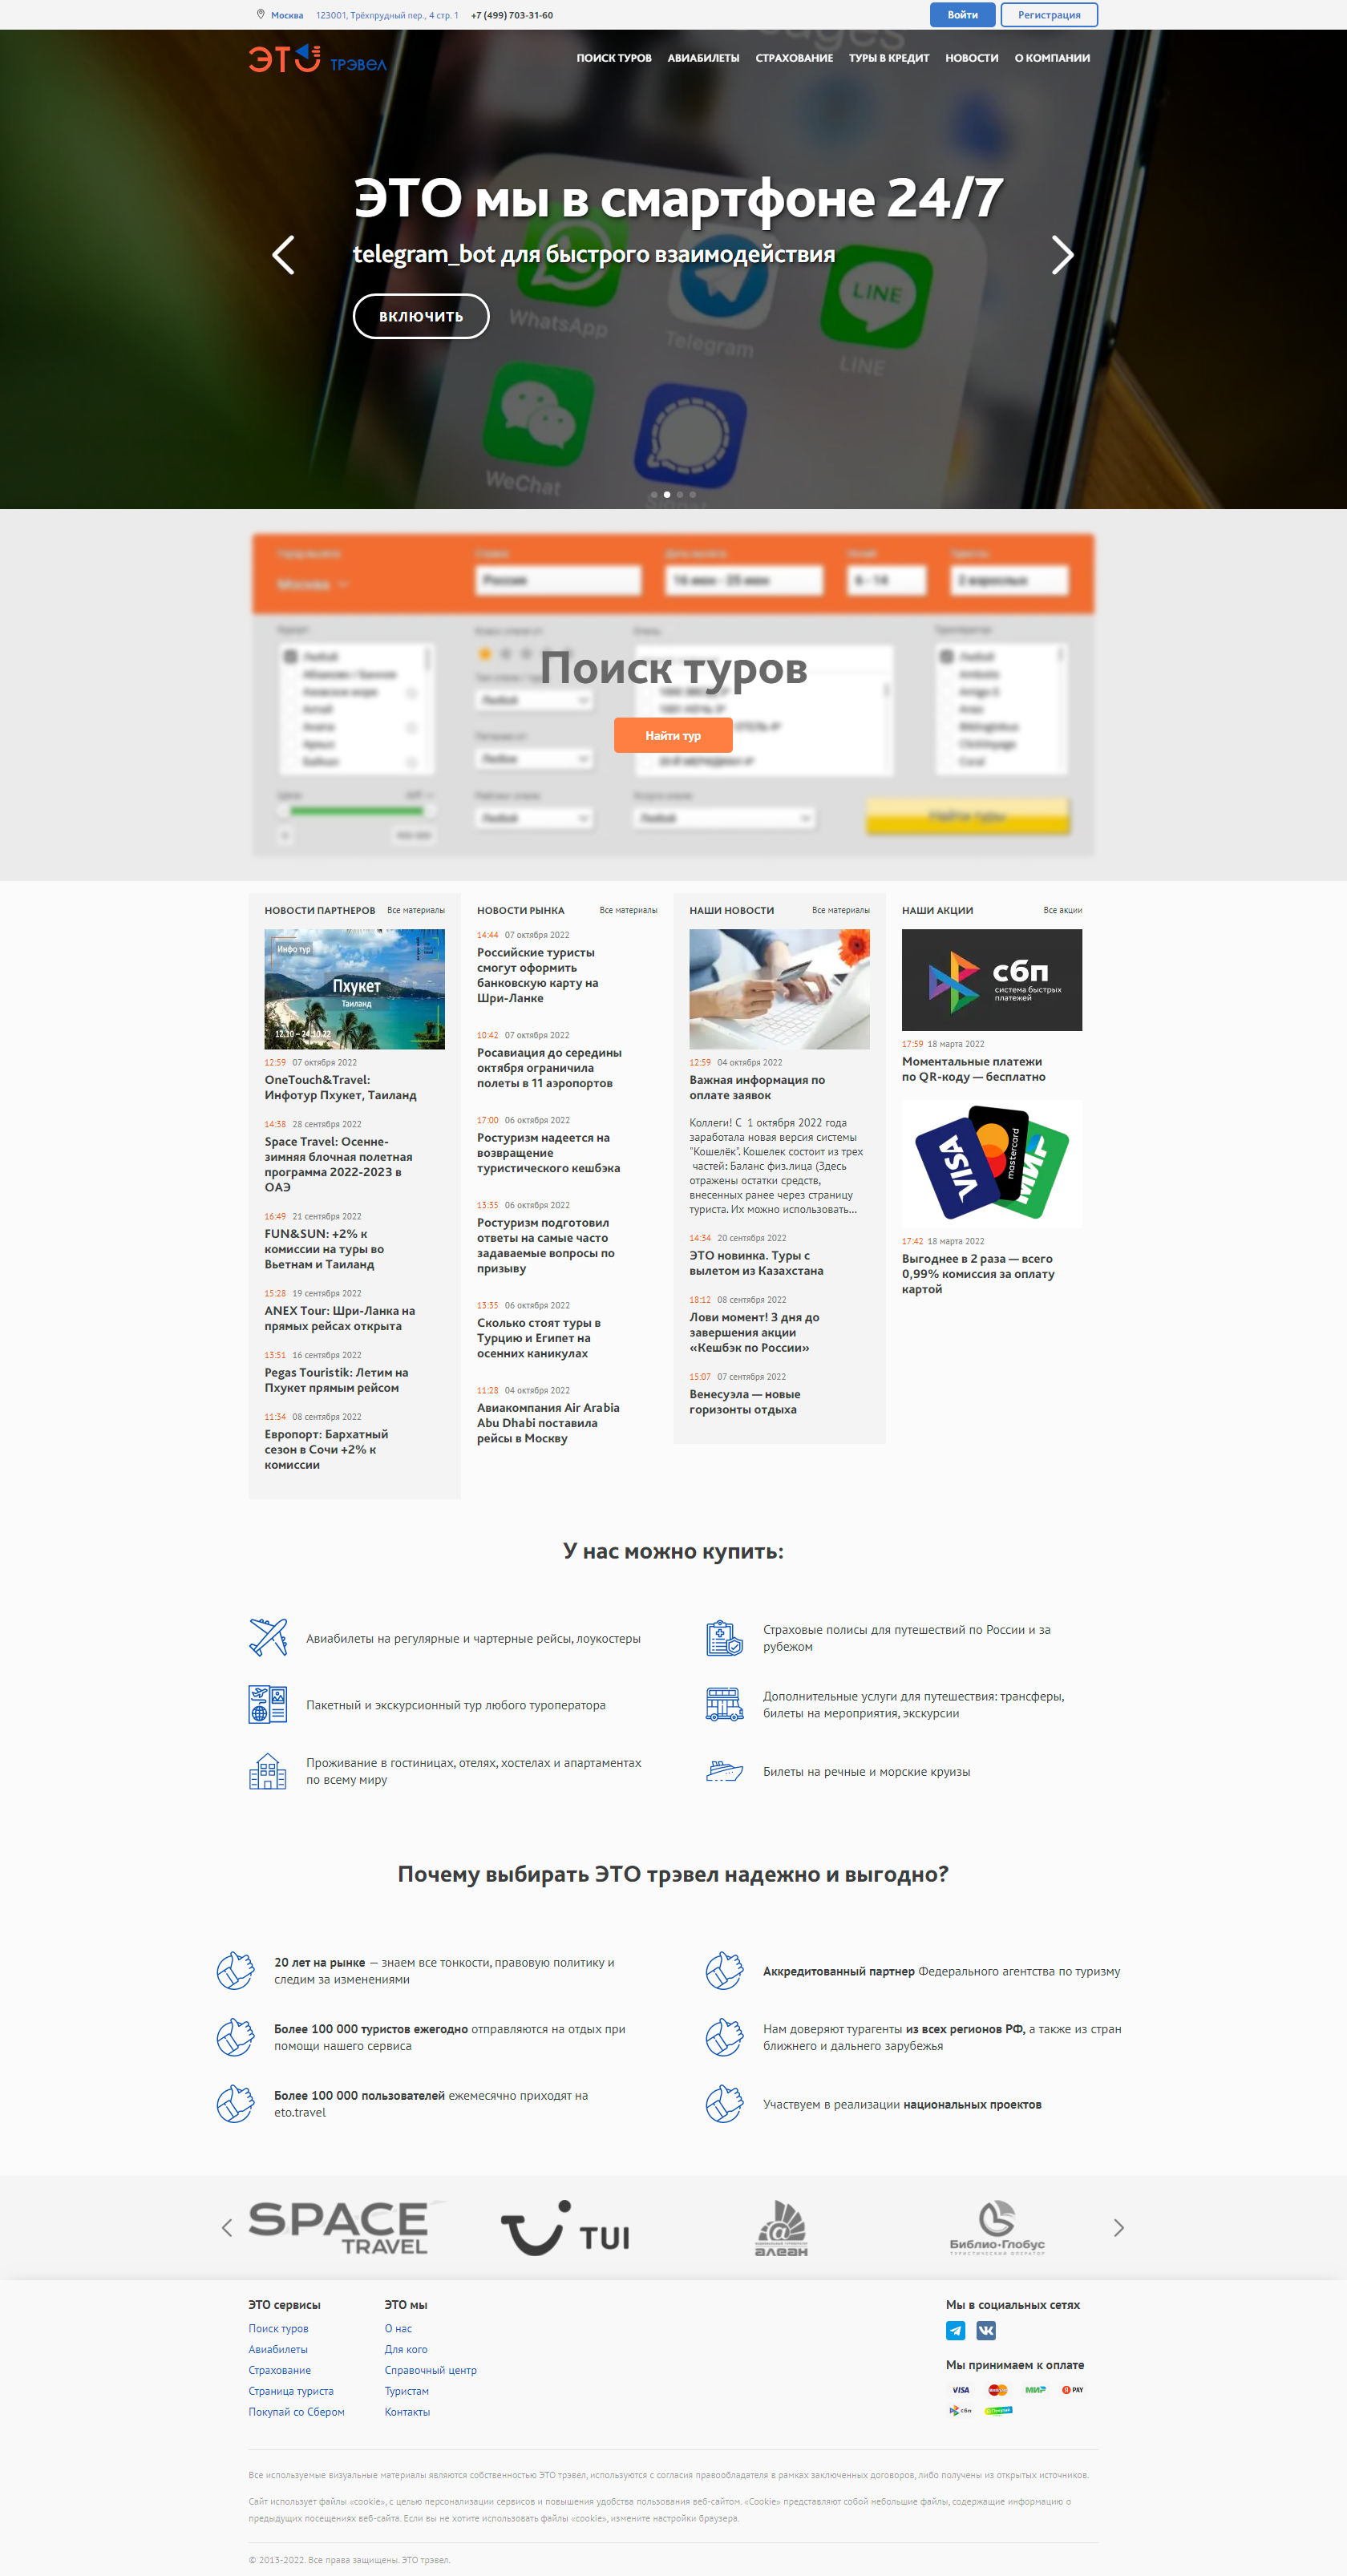 Москва 123001, Трёхпрудный пер., 4 стр. 1 +7 (499) 703-31-60 Войти Регистрация
ЭТО ТРЭВЕЛ ПОИСК ТУРОВ АВИАБИЛЕТЫ СТРАХОВАНИЕ ТУРЫ В КРЕДИТ НОВОСТИ О КОМПАНИИ
ЭТО мы в смартфоне 24/7
telegram_bot для быстрого взаимодействия
ВКЛЮЧИТЬ
WhatsApp
Telegram
LINE
LINE
WeChat
Signal
Москва Россия 16 июн - 25 июн 6 - 14 2 взрослых
Поиск туров
Найти тур
Найти туры
НОВОСТИ ПАРТНЕРОВ Все материалы
Инфо тур
Пхукет
Таиланд
12.10 – 24.10.22
12:59 07 октября 2022
OneTouch&Travel:
Инфотур Пхукет, Таиланд
14:38 28 сентября 2022
Space Travel: Осенне-
зимняя блочная полетная
программа 2022-2023 в
ОАЭ
16:49 21 сентября 2022
FUN&SUN: +2% к
комиссии на туры во
Вьетнам и Таиланд
15:28 19 сентября 2022
ANEX Tour: Шри-Ланка на
прямых рейсах открыта
13:51 16 сентября 2022
Pegas Touristik: Летим на
Пхукет прямым рейсом
11:34 08 сентября 2022
Европорт: Бархатный
сезон в Сочи +2% к
комиссии
НОВОСТИ РЫНКА Все материалы
14:44 07 октября 2022
Российские туристы
смогут оформить
банковскую карту на
Шри-Ланке
10:42 07 октября 2022
Росавиация до середины
октября ограничила
полеты в 11 аэропортов
17:00 06 октября 2022
Ростуризм надеется на
возвращение
туристического кешбэка
13:35 06 октября 2022
Ростуризм подготовил
ответы на самые часто
задаваемые вопросы по
призыву
13:35 06 октября 2022
Сколько стоят туры в
Турцию и Египет на
осенних каникулах
11:28 04 октября 2022
Авиакомпания Air Arabia
Abu Dhabi поставила
рейсы в Москву
НАШИ НОВОСТИ Все материалы
12:59 04 октября 2022
Важная информация по
оплате заявок
Коллеги! С 1 октября 2022 года
заработала новая версия системы
"Кошелёк". Кошелек состоит из трех
частей: Баланс физ.лица (Здесь
отражены остатки средств,
внесенных ранее через страницу
туриста. Их можно использовать...
14:34 20 сентября 2022
ЭТО новинка. Туры с
вылетом из Казахстана
18:12 08 сентября 2022
Лови момент! 3 дня до
завершения акции
«Кешбэк по России»
15:07 07 сентября 2022
Венесуэла — новые
горизонты отдыха
НАШИ АКЦИИ Все акции
сбп
система быстрых
платежей
17:59 18 марта 2022
Моментальные платежи
по QR-коду — бесплатно
VISA mastercard МИР
17:42 18 марта 2022
Выгоднее в 2 раза — всего
0,99% комиссия за оплату
картой
У нас можно купить:
Авиабилеты на регулярные и чартерные рейсы, лоукостеры
Страховые полисы для путешествий по России и за
рубежом
Пакетный и экскурсионный тур любого туроператора
Дополнительные услуги для путешествия: трансферы,
билеты на мероприятия, экскурсии
Проживание в гостиницах, отелях, хостелах и апартаментах
по всему миру
Билеты на речные и морские круизы
Почему выбирать ЭТО трэвел надежно и выгодно?
20 лет на рынке — знаем все тонкости, правовую политику и
следим за изменениями
Аккредитованный партнер Федерального агентства по туризму
Более 100 000 туристов ежегодно отправляются на отдых при
помощи нашего сервиса
Нам доверяют турагенты из всех регионов РФ, а также из стран
ближнего и дальнего зарубежья
Более 100 000 пользователей ежемесячно приходят на
eto.travel
Участвуем в реализации национальных проектов
SPACE
TRAVEL
TUI
алеан
Библио-Глобус
ТУРИСТИЧЕСКИЙ ОПЕРАТОР
ЭТО сервисы
Поиск туров
Авиабилеты
Страхование
Страница туриста
Покупай со Сбером
ЭТО мы
О нас
Для кого
Справочный центр
Туристам
Контакты
Мы в социальных сетях
Мы принимаем к оплате
VISA МИР Я PAY
сбп
Все используемые визуальные материалы являются собственностью ЭТО трэвел, используются с согласия правообладателя в рамках заключенных договоров, либо получены из открытых источников.
Сайт использует файлы «cookie», с целью персонализации сервисов и повышения удобства пользования веб-сайтом. «Cookie» представляют собой небольшие файлы, содержащие информацию о
предыдущих посещениях веб-сайта. Если вы не хотите использовать файлы «cookie», измените настройки браузера.
© 2013-2022. Все права защищены. ЭТО трэвел.